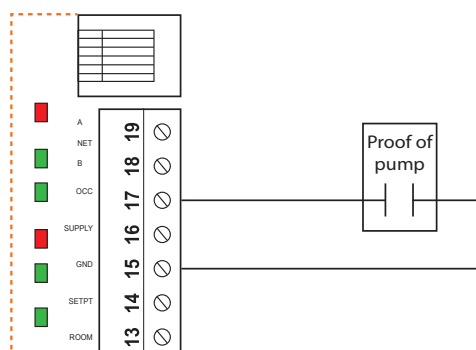 A
19
NET
B
18
OCC
17
SUPPLY
16
GND
15
SETPT
14
ROOM
13
Proof of
pump